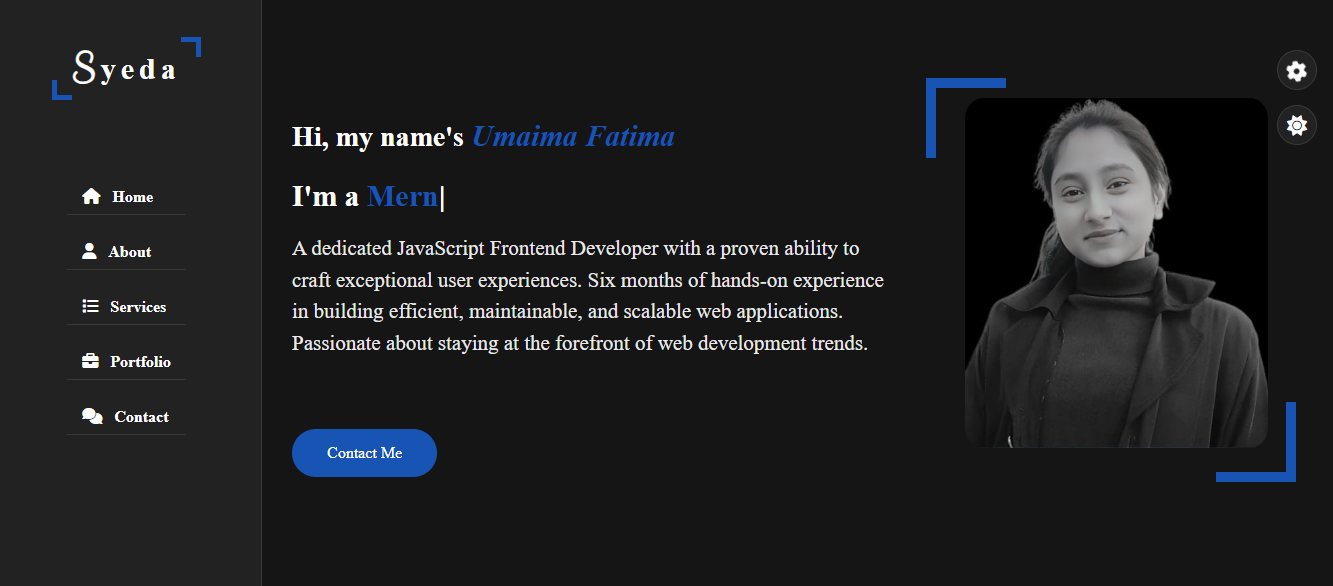 Syeda
Home
About
Services
Portfolio
Contact
Hi, my name's Umaima Fatima
I'm a Mern|
A dedicated JavaScript Frontend Developer with a proven ability to
craft exceptional user experiences. Six months of hands-on experience
in building efficient, maintainable, and scalable web applications.
Passionate about staying at the forefront of web development trends.
Contact Me